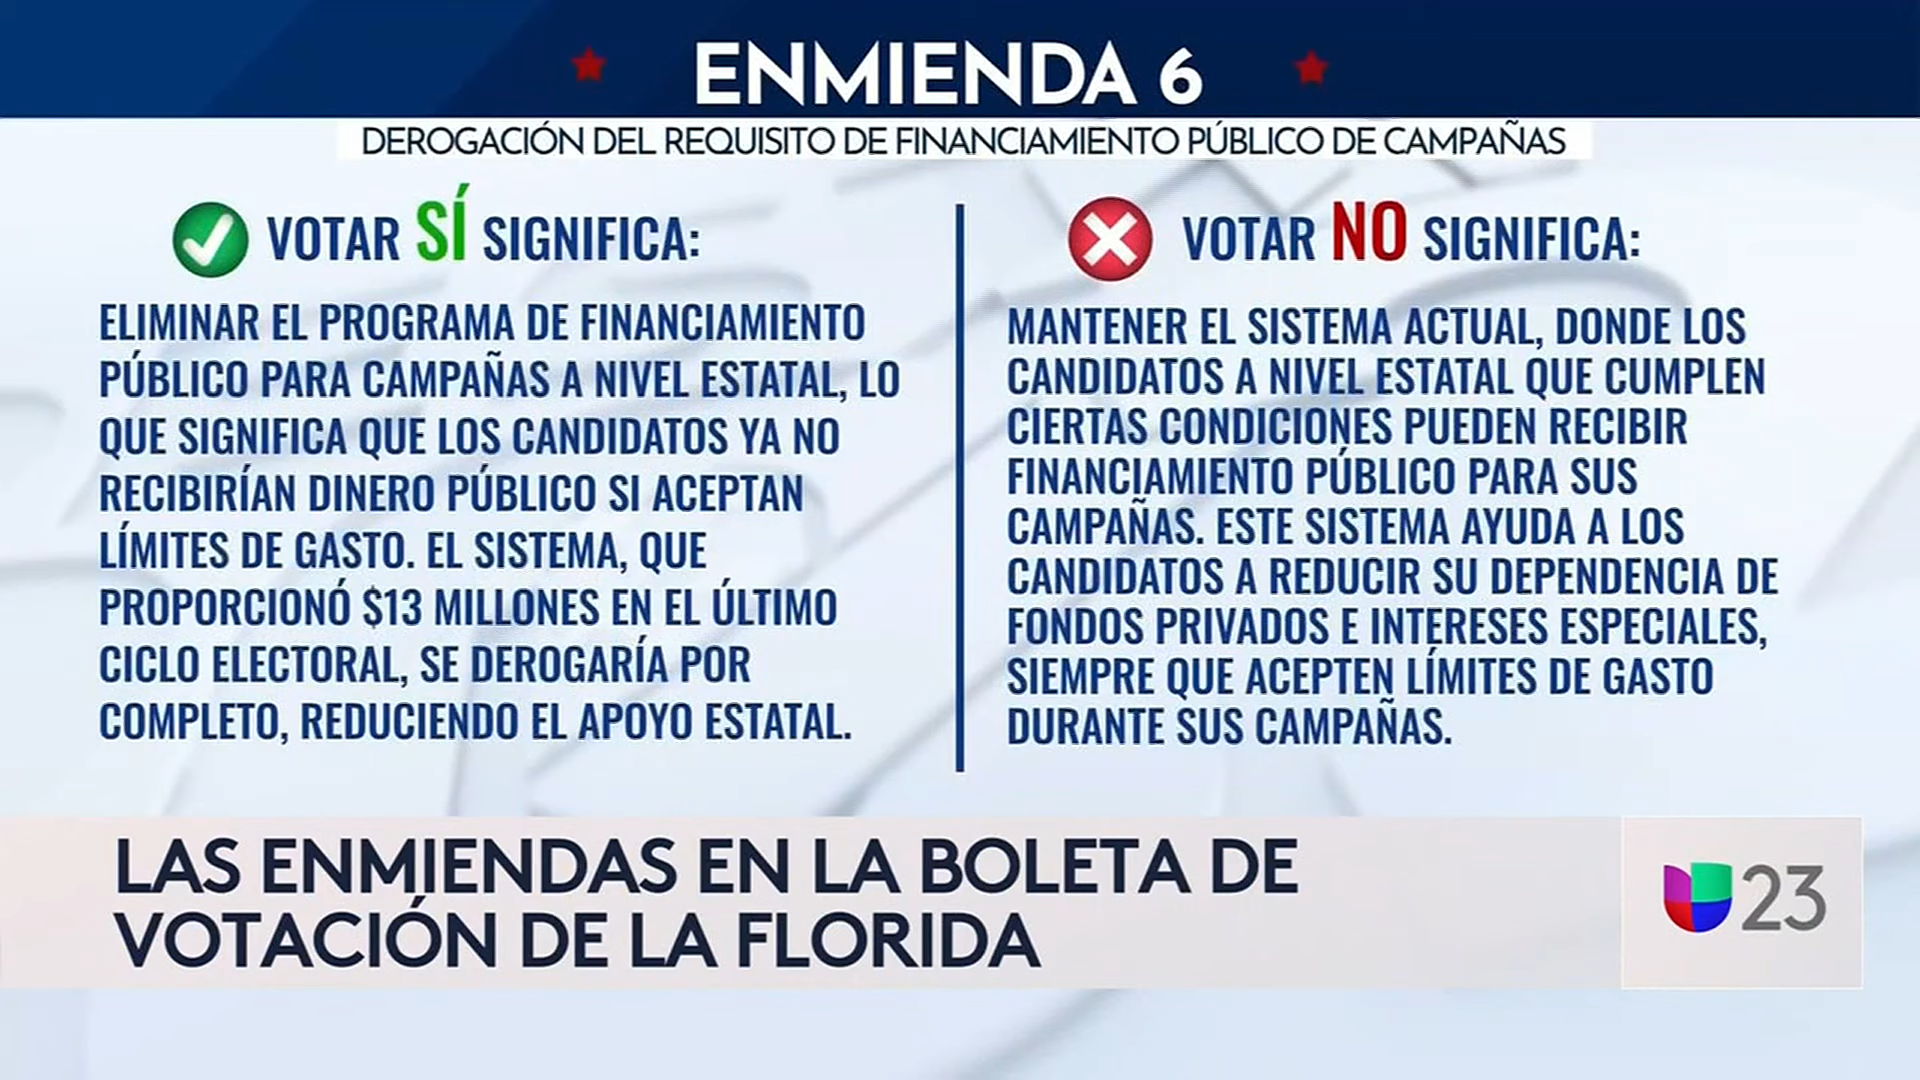 ENMIENDA 6
DEROGACIÓN DEL REQUISITO DE FINANCIAMIENTO PÚBLICO DE CAMPAÑAS
VOTAR SÍ SIGNIFICA:
ELIMINAR EL PROGRAMA DE FINANCIAMIENTO
PÚBLICO PARA CAMPAÑAS A NIVEL ESTATAL, LO
QUE SIGNIFICA QUE LOS CANDIDATOS YA NO
RECIBIRÍAN DINERO PÚBLICO SI ACEPTAN
LÍMITES DE GASTO. EL SISTEMA, QUE
PROPORCIONÓ $13 MILLONES EN EL ÚLTIMO
CICLO ELECTORAL, SE DEROGARÍA POR
COMPLETO, REDUCIENDO EL APOYO ESTATAL.
VOTAR NO SIGNIFICA:
MANTENER EL SISTEMA ACTUAL, DONDE LOS
CANDIDATOS A NIVEL ESTATAL QUE CUMPLEN
CIERTAS CONDICIONES PUEDEN RECIBIR
FINANCIAMIENTO PÚBLICO PARA SUS
CAMPAÑAS. ESTE SISTEMA AYUDA A LOS
CANDIDATOS A REDUCIR SU DEPENDENCIA DE
FONDOS PRIVADOS E INTERESES ESPECIALES,
SIEMPRE QUE ACEPTEN LÍMITES DE GASTO
DURANTE SUS CAMPAÑAS.
LAS ENMIENDAS EN LA BOLETA DE
VOTACIÓN DE LA FLORIDA
23